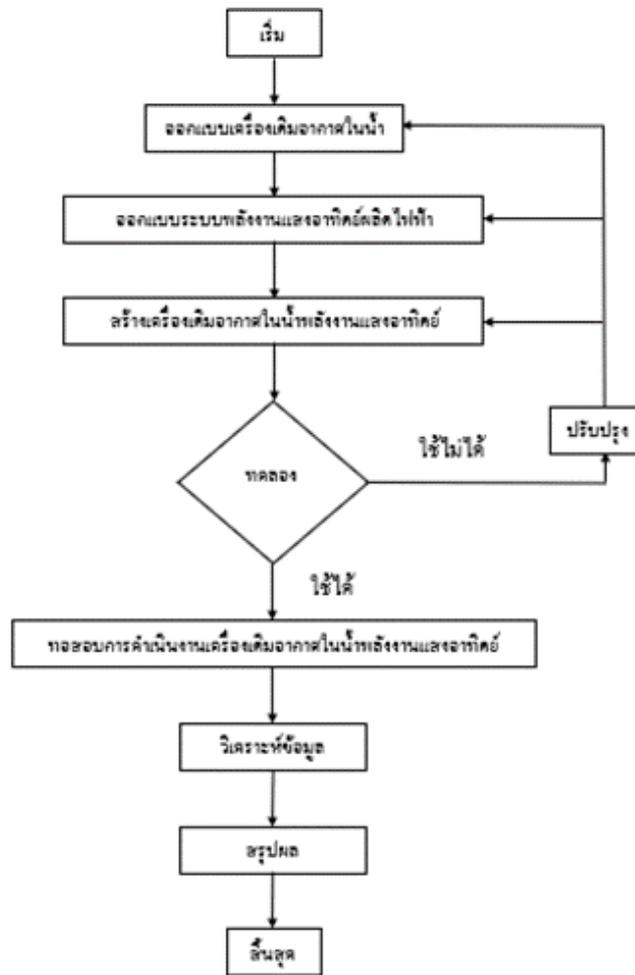 เริ่ม
ออกแบบเครื่องเติมอากาศในน้ำ
ออกแบบระบบพลังงานแสงอาทิตย์ผลิตไฟฟ้า
สร้างเครื่องเติมอากาศในน้ำพลังงานแสงอาทิตย์
ทดลอง
ใช้ไม่ได้
ปรับปรุง
ใช้ได้
ทดสอบการดำเนินงานเครื่องเติมอากาศในน้ำพลังงานแสงอาทิตย์
วิเคราะห์ข้อมูล
สรุปผล
สิ้นสุด